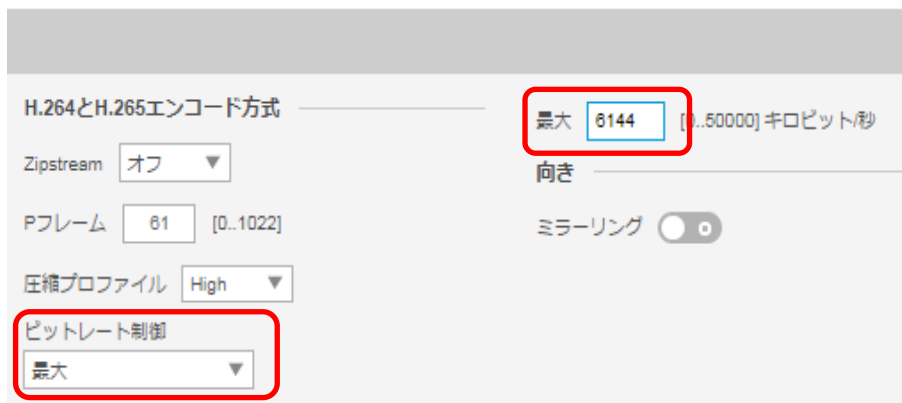 H.264とH.265エンコード方式
Zipstream オフ
Pフレーム 61 [0..1022]
圧縮プロファイル High
ビットレート制御
最大
最大 6144 [0..50000] キロビット/秒
向き
ミラーリング